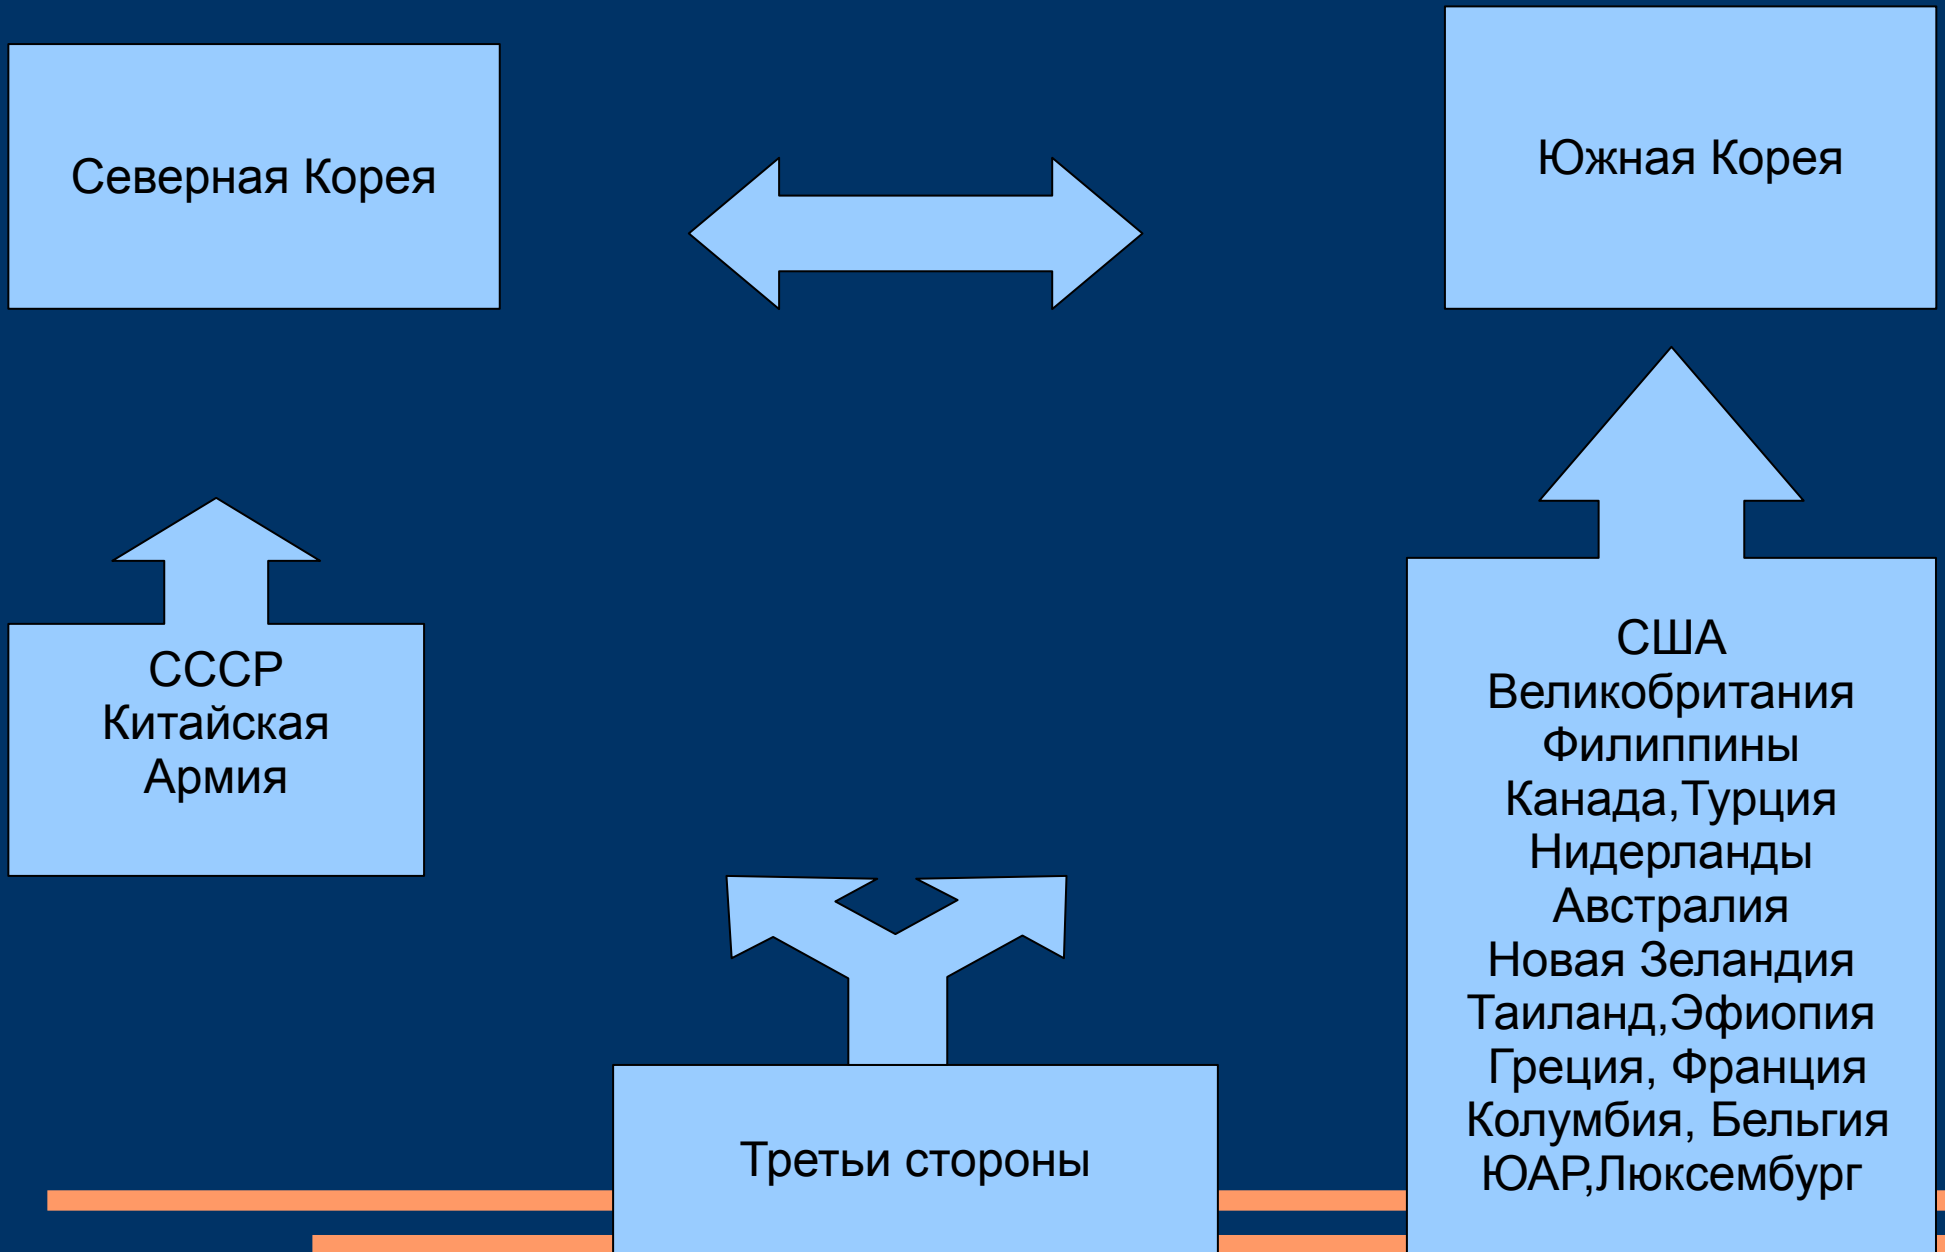 Северная Корея
Южная Корея
СССР
Китайская
Армия
США
Великобритания
Филиппины
Канада,Турция
Нидерланды
Австралия
Новая Зеландия
Таиланд,Эфиопия
Греция, Франция
Колумбия, Бельгия
ЮАР,Люксембург
Третьи стороны